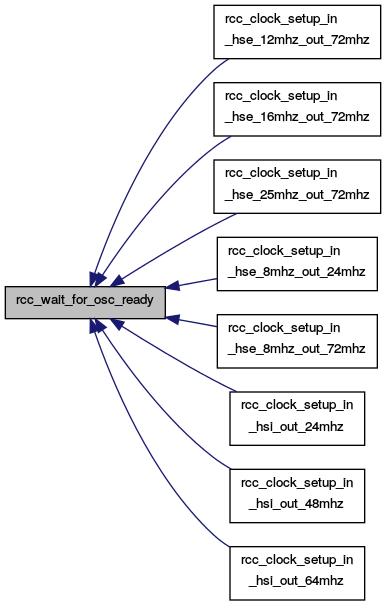 rcc_clock_setup_in
_hse_12mhz_out_72mhz
rcc_clock_setup_in
_hse_16mhz_out_72mhz
rcc_clock_setup_in
_hse_25mhz_out_72mhz
rcc_clock_setup_in
_hse_8mhz_out_24mhz
rcc_wait_for_osc_ready
rcc_clock_setup_in
_hse_8mhz_out_72mhz
rcc_clock_setup_in
_hsi_out_24mhz
rcc_clock_setup_in
_hsi_out_48mhz
rcc_clock_setup_in
_hsi_out_64mhz